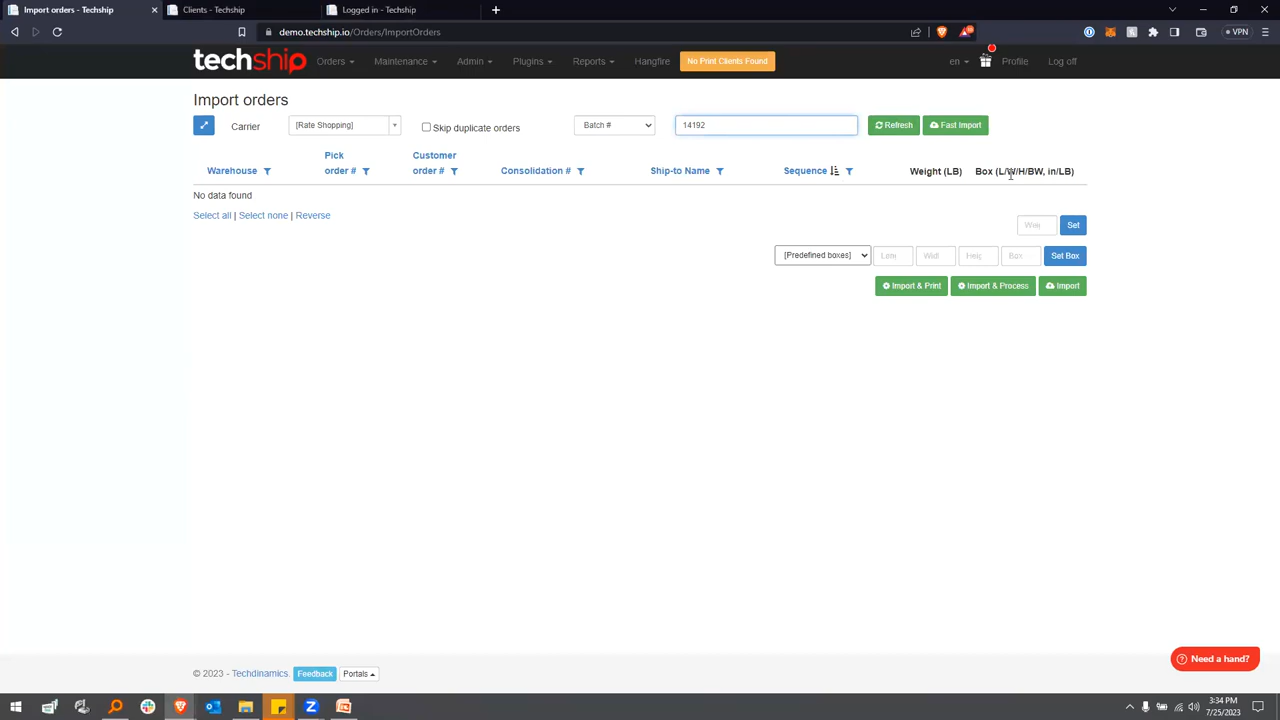 Import orders - Techship
Clients - Techship
Logged in - Techship
demo.techship.io/Orders/ImportOrders
VPN
techship
Orders
Maintenance
Admin
Plugins
Reports
Hangfire
No Print Clients Found
en
Profile
Log off
Import orders
Carrier
[Rate Shopping]
Skip duplicate orders
Batch #
14192
Refresh
Fast Import
Warehouse
Pick
order #
Customer
order #
Consolidation #
Ship-to Name
Sequence
Weight (LB)
Box (L/W/H/BW, in/LB)
No data found
Select all | Select none | Reverse
Set
[Predefined boxes]
Box
Set Box
Import & Print
Import & Process
Import
© 2023 - Techdinamics.
Feedback
Portals
Need a hand?
3:34 PM
7/25/2023